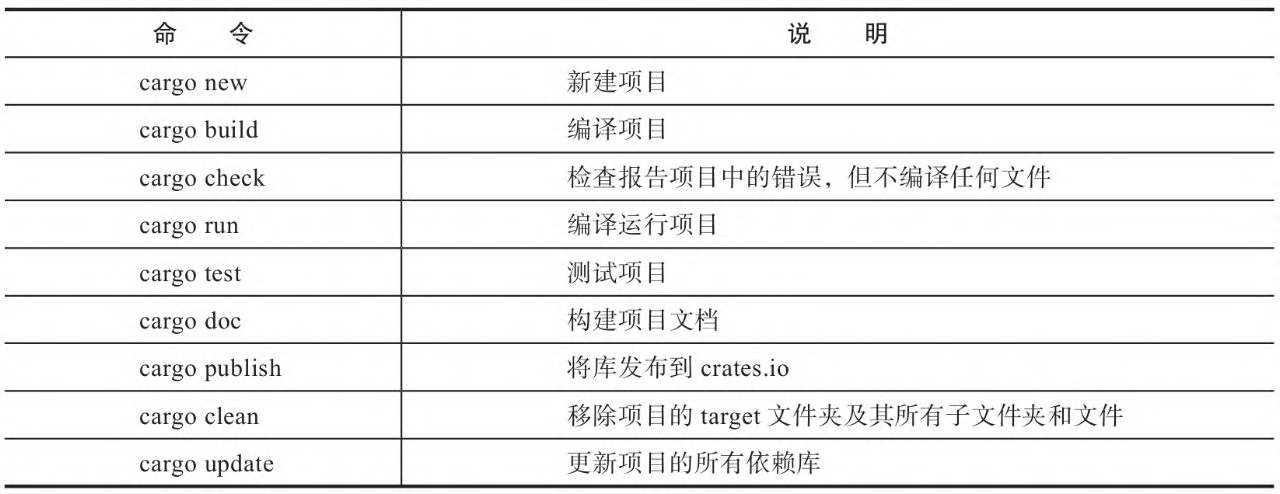 命 令 说 明
cargo new 新建项目
cargo build 编译项目
cargo check 检查报告项目中的错误，但不编译任何文件
cargo run 编译运行项目
cargo test 测试项目
cargo doc 构建项目文档
cargo publish 将库发布到 crates.io
cargo clean 移除项目的 target 文件夹及其所有子文件夹和文件
cargo update 更新项目的所有依赖库